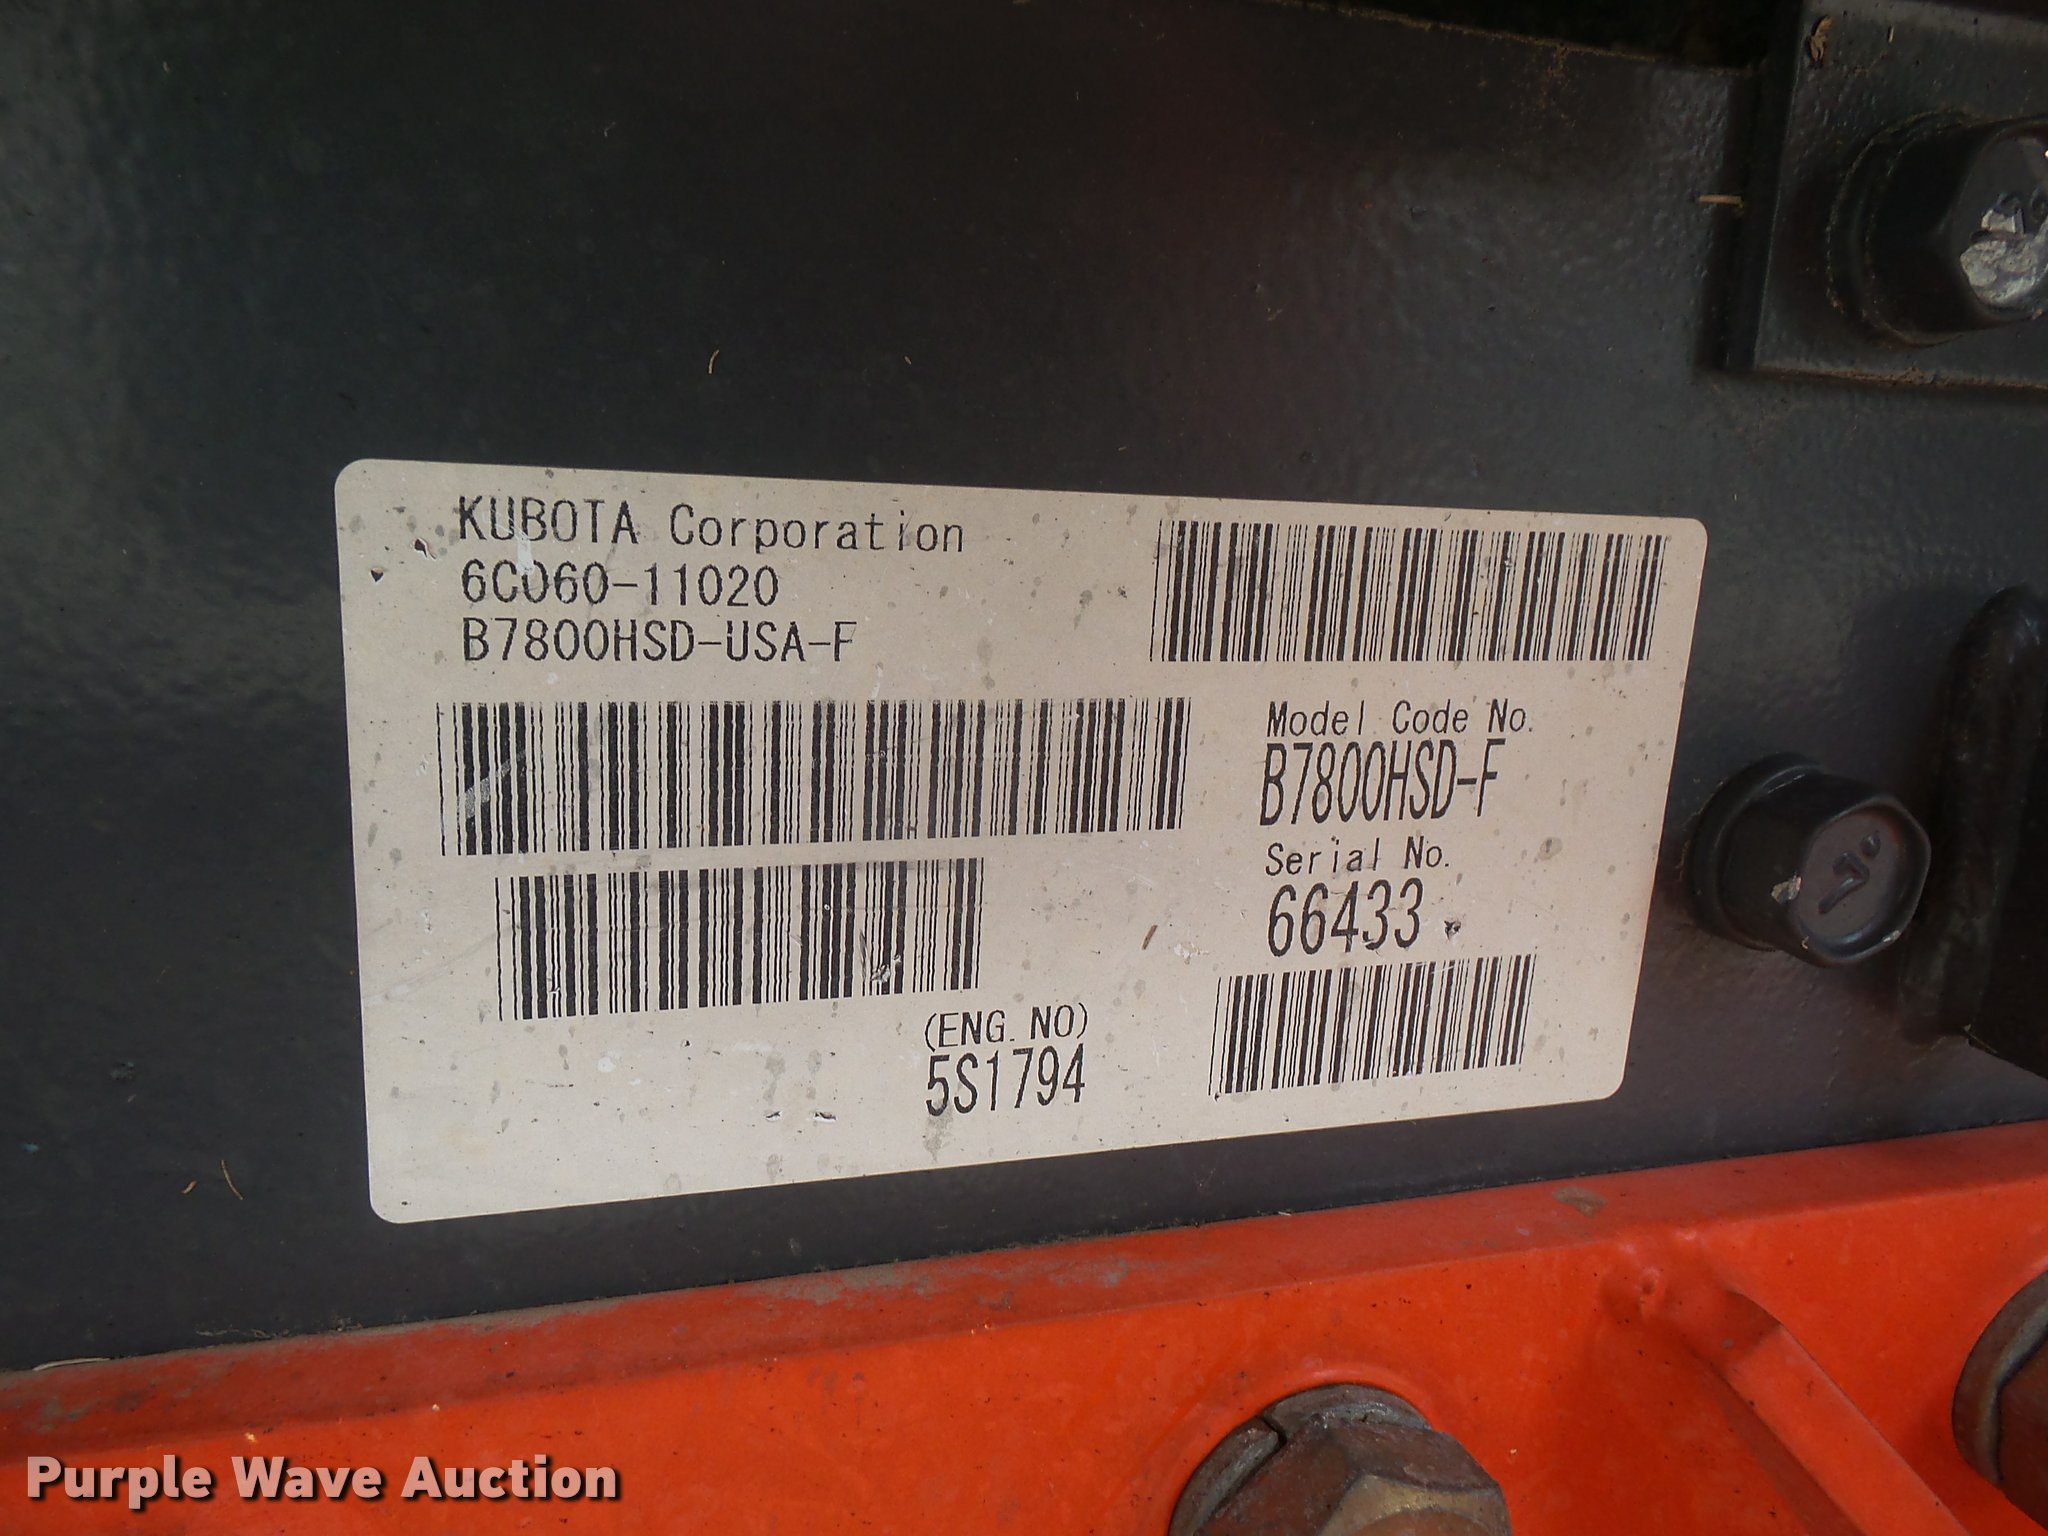 KUBOTA Corporation
6C060-11020
B7800HSD-USA-F
Model Code No.
B7800HSD-F
Serial No.
66433
(ENG. NO)
5S1794
7
Purple Wave Auction